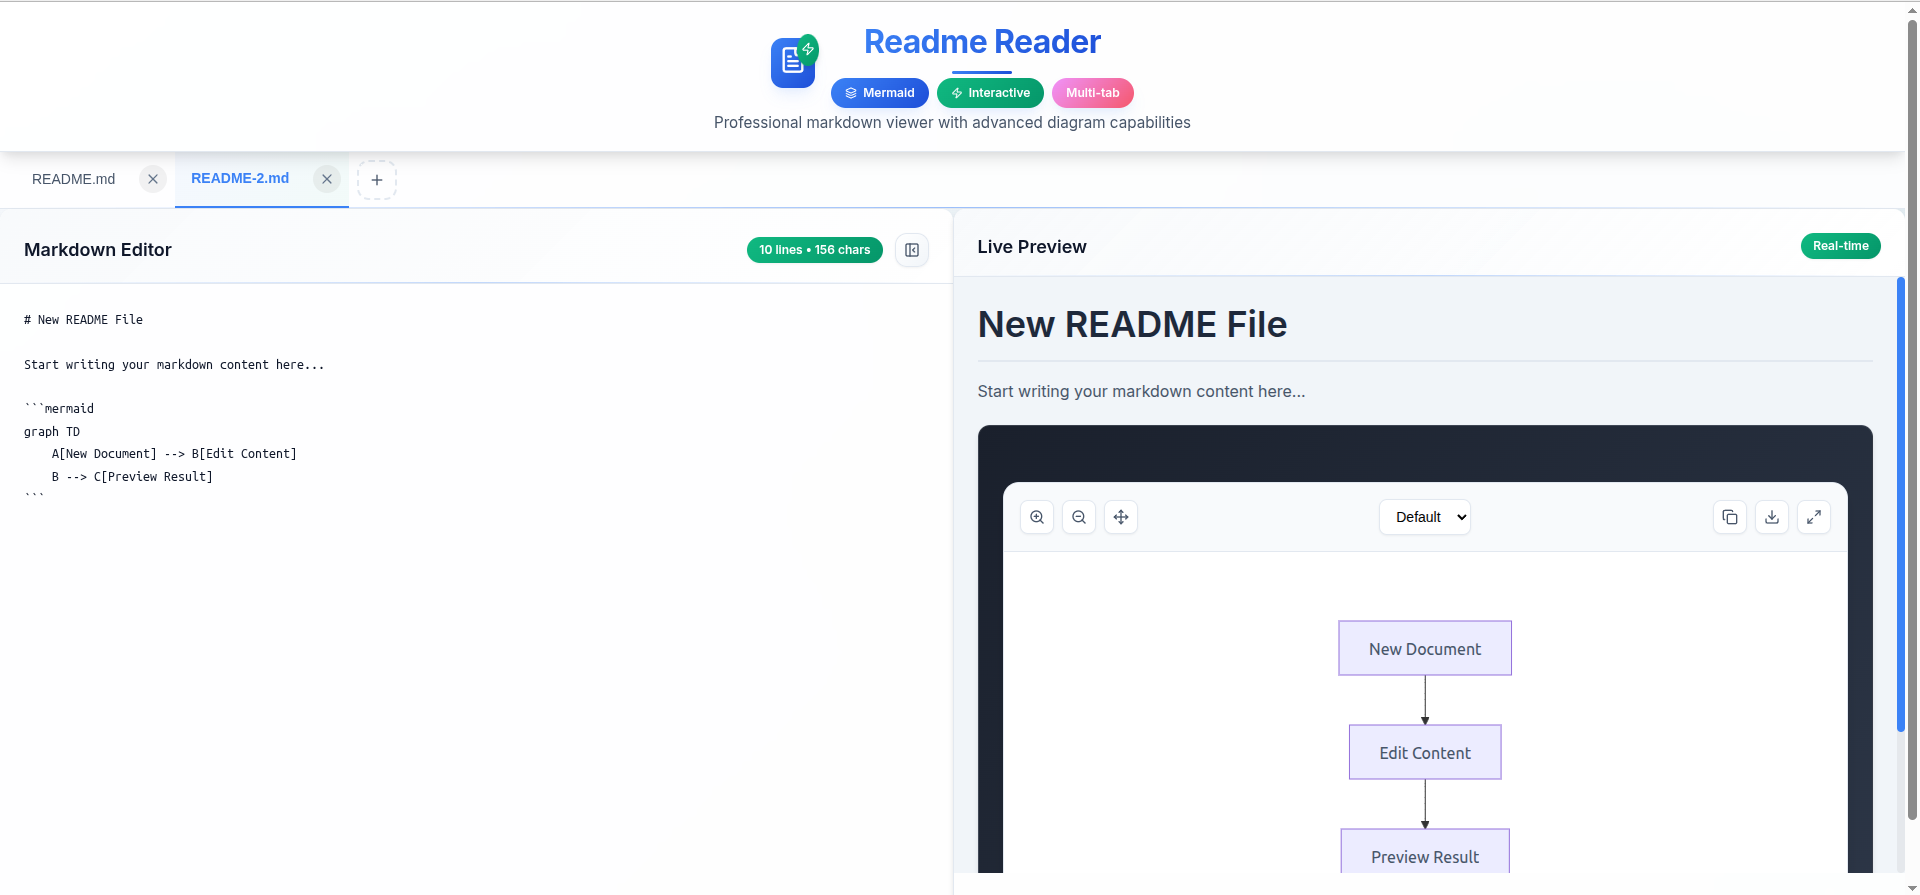 Readme Reader
Mermaid
Interactive
Multi-tab
Professional markdown viewer with advanced diagram capabilities
README.md
README-2.md
Markdown Editor
10 lines • 156 chars
# New README File
Start writing your markdown content here...
```mermaid
graph TD
    A[New Document] --> B[Edit Content]
    B --> C[Preview Result]
```
Live Preview
Real-time
New README File
Start writing your markdown content here...
Default
New Document
Edit Content
Preview Result